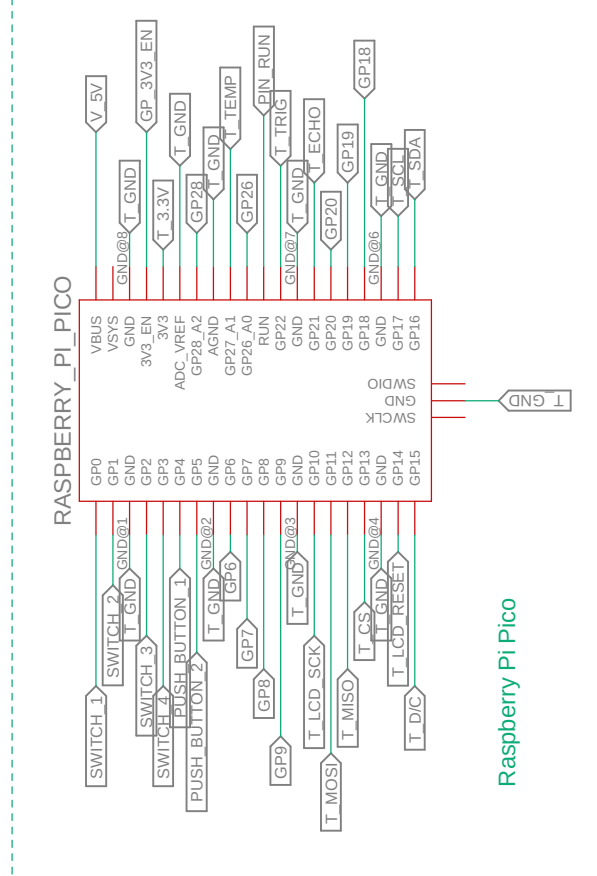 RASPBERRY_PI_PICO
V_5V
T_GND
GP_3V3_EN
T_3.3V
T_GND
GP28
T_GND
T_TEMP
GP26
PIN_RUN
T_TRIG
T_GND
T_ECHO
GP20
GP19
GP18
T_GND
T_SCL
T_SDA
GND@8
GND@7
GND@6
VBUS
VSYS
GND
3V3_EN
3V3
ADC_VREF
GP28_A2
AGND
GP27_A1
GP26_A0
RUN
GP22
GND
GP21
GP20
GP19
GP18
GND
GP17
GP16
SWDIO
GND
SWCLK
T_GND
GP0
GP1
GND
GP2
GP3
GP4
GP5
GND
GP6
GP7
GP8
GP9
GND
GP10
GP11
GP12
GP13
GND
GP14
GP15
GND@1
GND@2
GND@3
GND@4
SWITCH_1
SWITCH_2
T_GND
SWITCH_3
SWITCH_4
PUSH_BUTTON_1
PUSH_BUTTON_2
T_GND
GP6
GP7
GP8
GP9
T_GND
T_LCD_SCK
T_MOSI
T_MISO
T_CS
T_GND
T_LCD_RESET
T_D/C
Raspberry Pi Pico